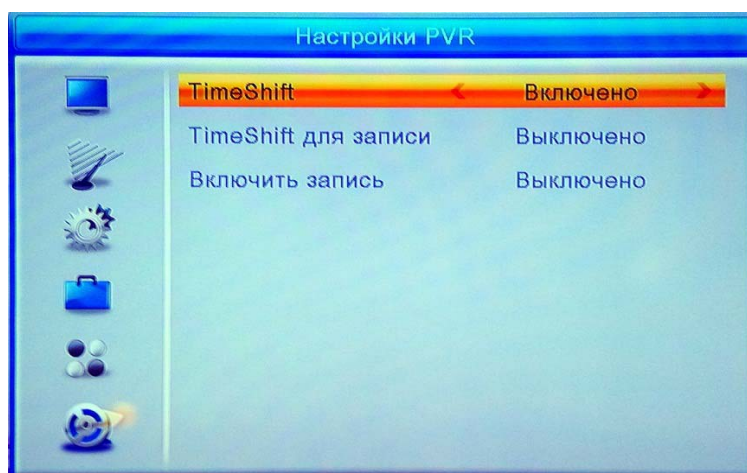 Настройки PVR
TimeShift Включено
TimeShift для записи Выключено
Включить запись Выключено